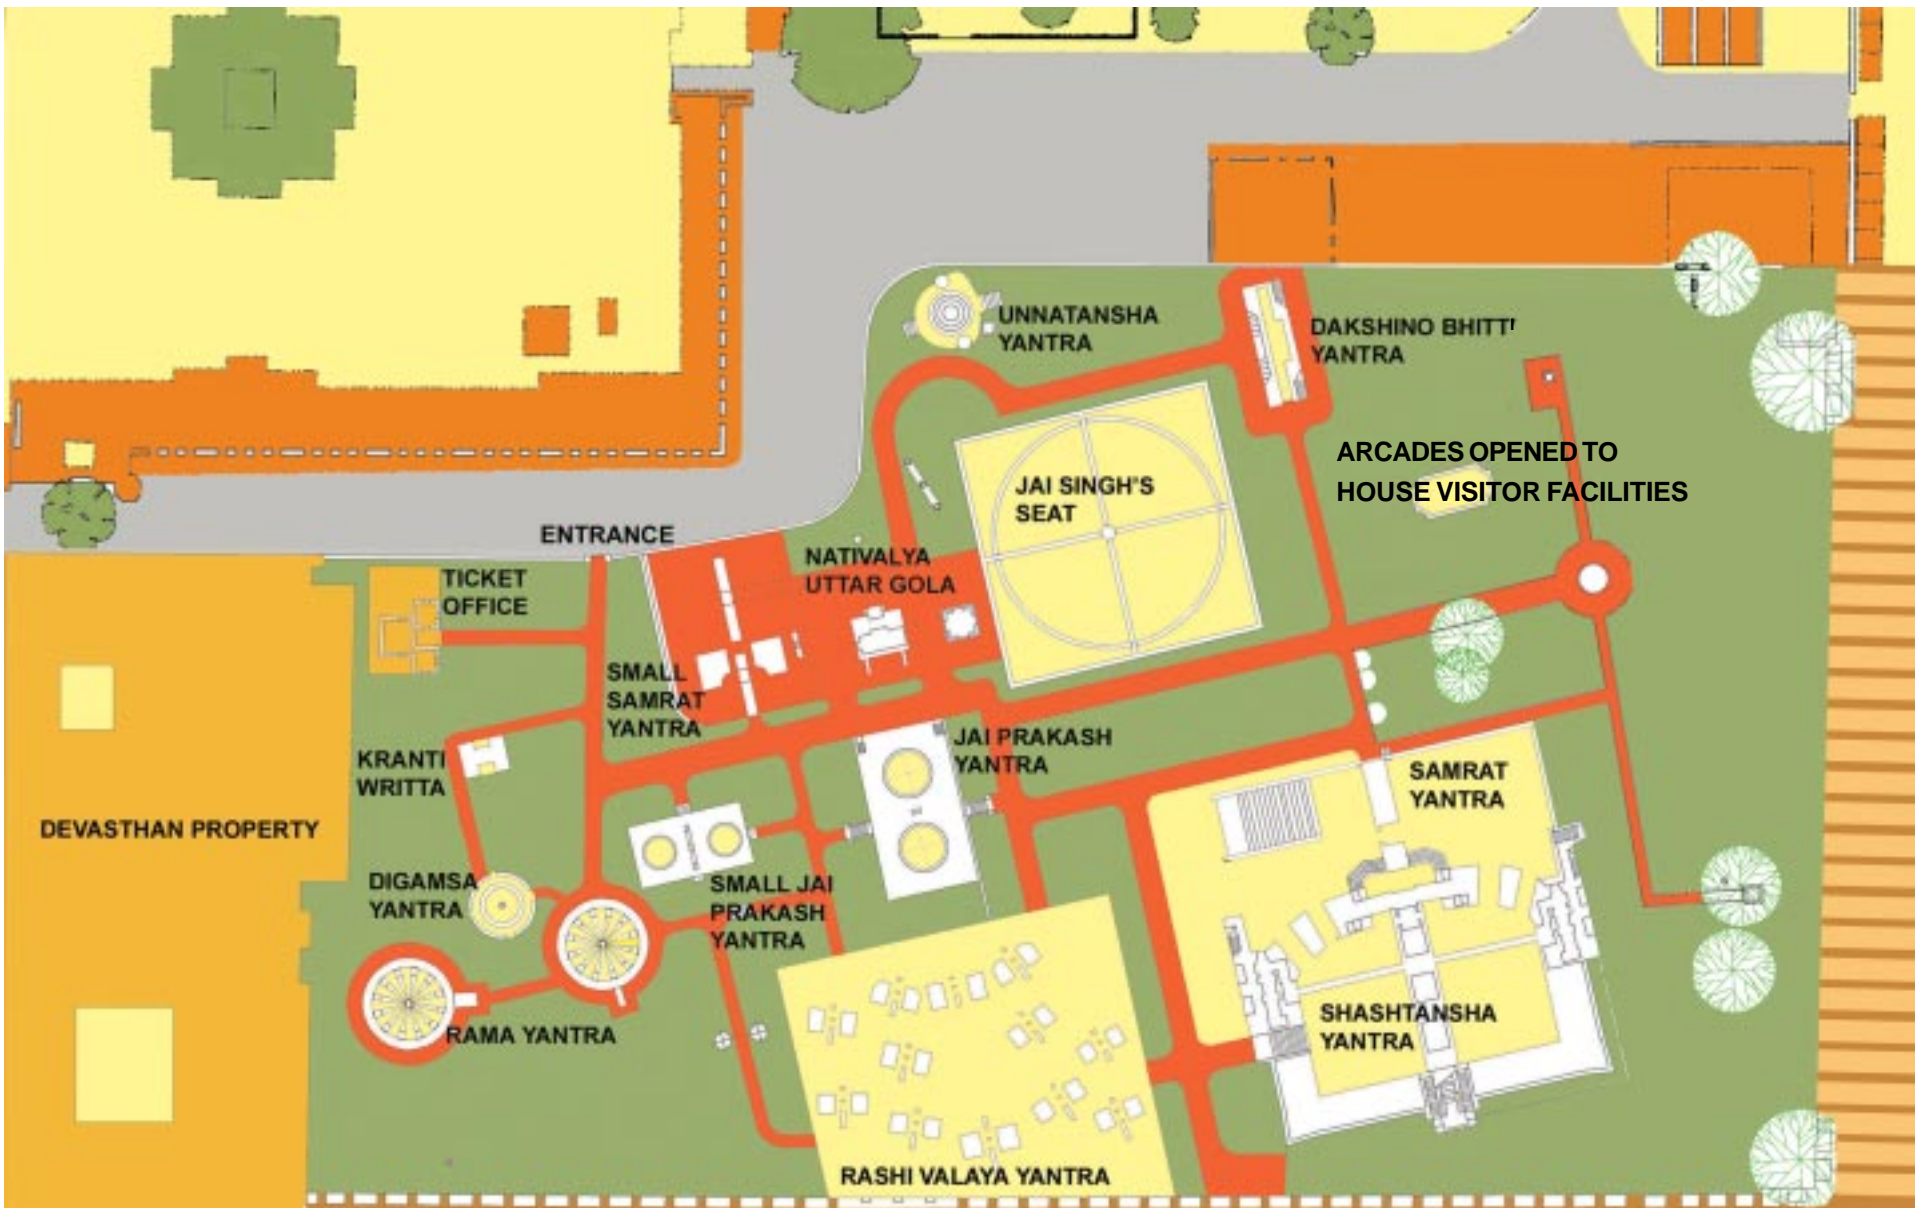 UNNATANSHA
YANTRA
DAKSHINO BHITTI
YANTRA
ARCADES OPENED TO
HOUSE VISITOR FACILITIES
JAI SINGH'S
SEAT
ENTRANCE
NATIVALYA
UTTAR GOLA
TICKET
OFFICE
SMALL
SAMRAT
YANTRA
JAI PRAKASH
YANTRA
KRANTI
WRITTA
SAMRAT
YANTRA
DEVASTHAN PROPERTY
DIGAMSA
YANTRA
SMALL JAI
PRAKASH
YANTRA
RAMA YANTRA
SHASHTANSHA
YANTRA
RASHI VALAYA YANTRA